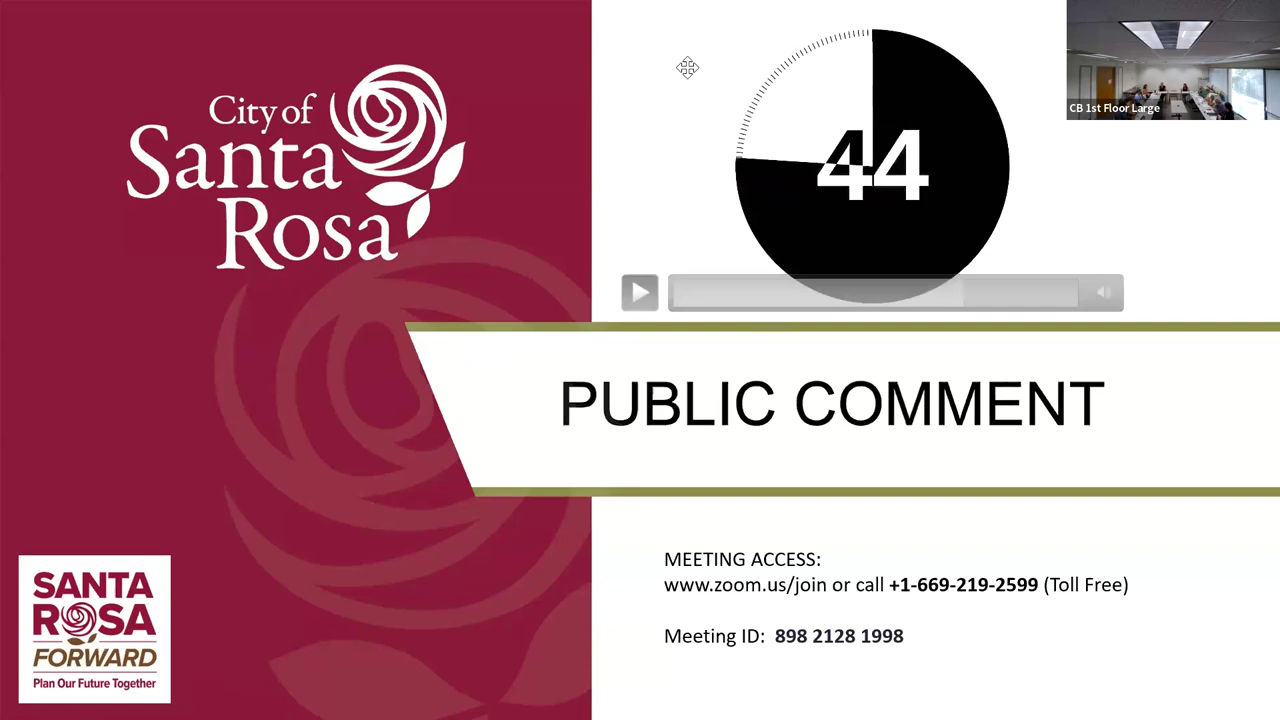 City of
Santa
Rosa
44
CB 1st Floor Large
PUBLIC COMMENT
MEETING ACCESS:
www.zoom.us/join or call +1-669-219-2599 (Toll Free)
Meeting ID: 898 2128 1998
SANTA
ROSA
FORWARD
Plan Our Future Together